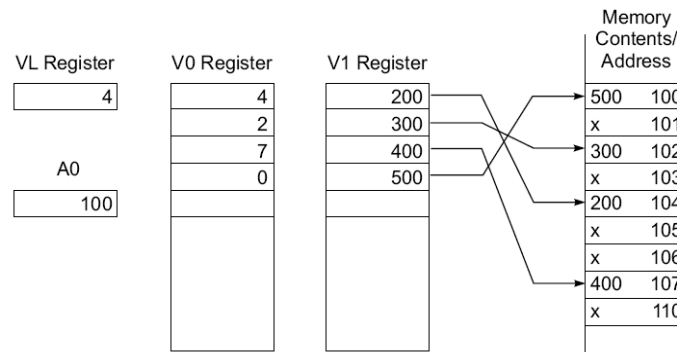 Memory
Contents/
Address
VL Register V0 Register V1 Register
4 4 200 500 100
2 300 x 101
7 400 300 102
A0 0 500 x 103
100 200 104
x 105
x 106
400 107
x 110